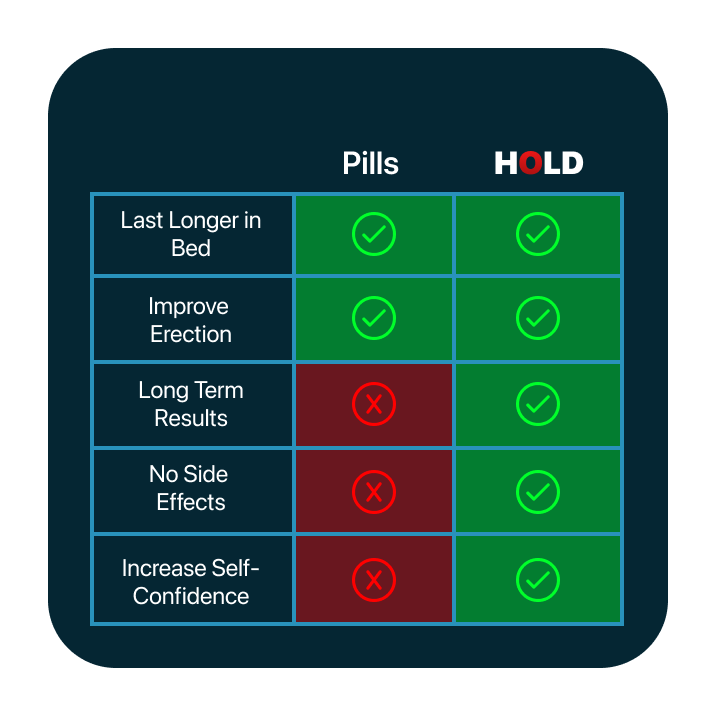 Pills HOLD
Last Longer in
Bed
Improve
Erection
Long Term
Results
No Side
Effects
Increase Self-
Confidence